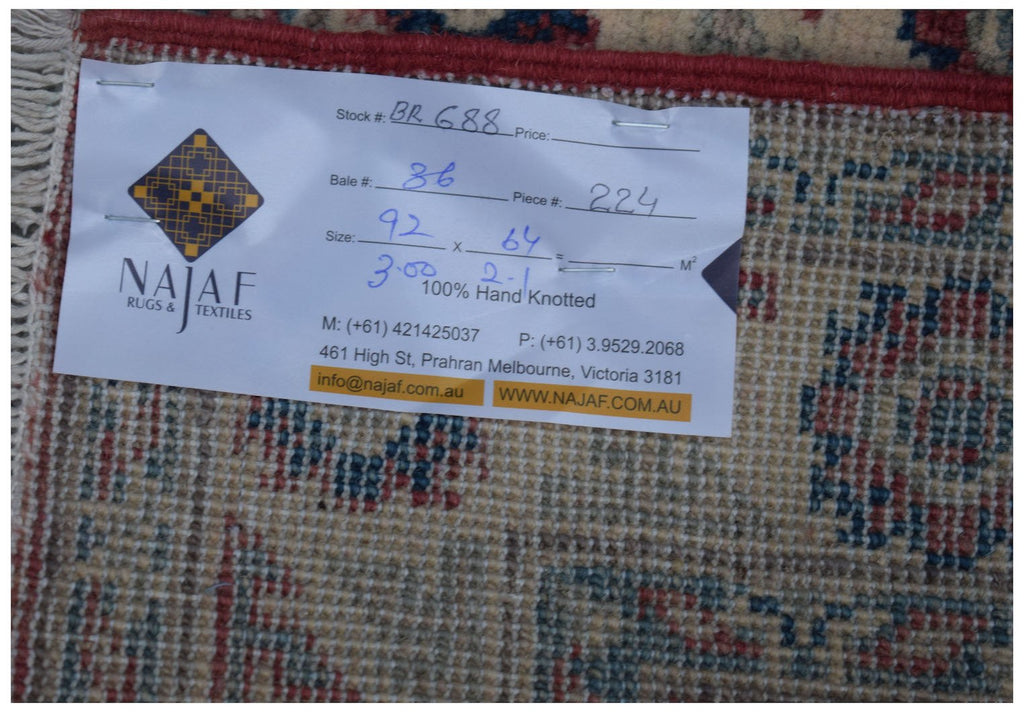 Stock #: BR 688 Price:
Bale #: 36 Piece #: 224
Size: 92 x 64 = M²
3.00 2-1
100% Hand Knotted
NAJAF
RUGS & TEXTILES
M: (+61) 421425037 P: (+61) 3.9529.2068
461 High St, Prahran Melbourne, Victoria 3181
info@najaf.com.au WWW.NAJAF.COM.AU